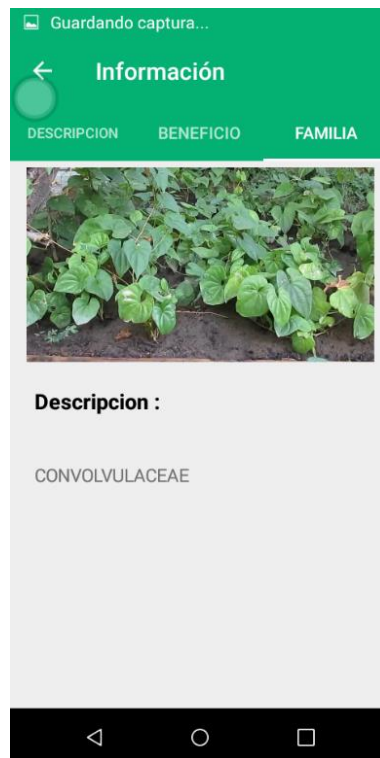 Guardando captura...
Información
DESCRIPCION BENEFICIO FAMILIA
Descripcion :
CONVOLVULACEAE